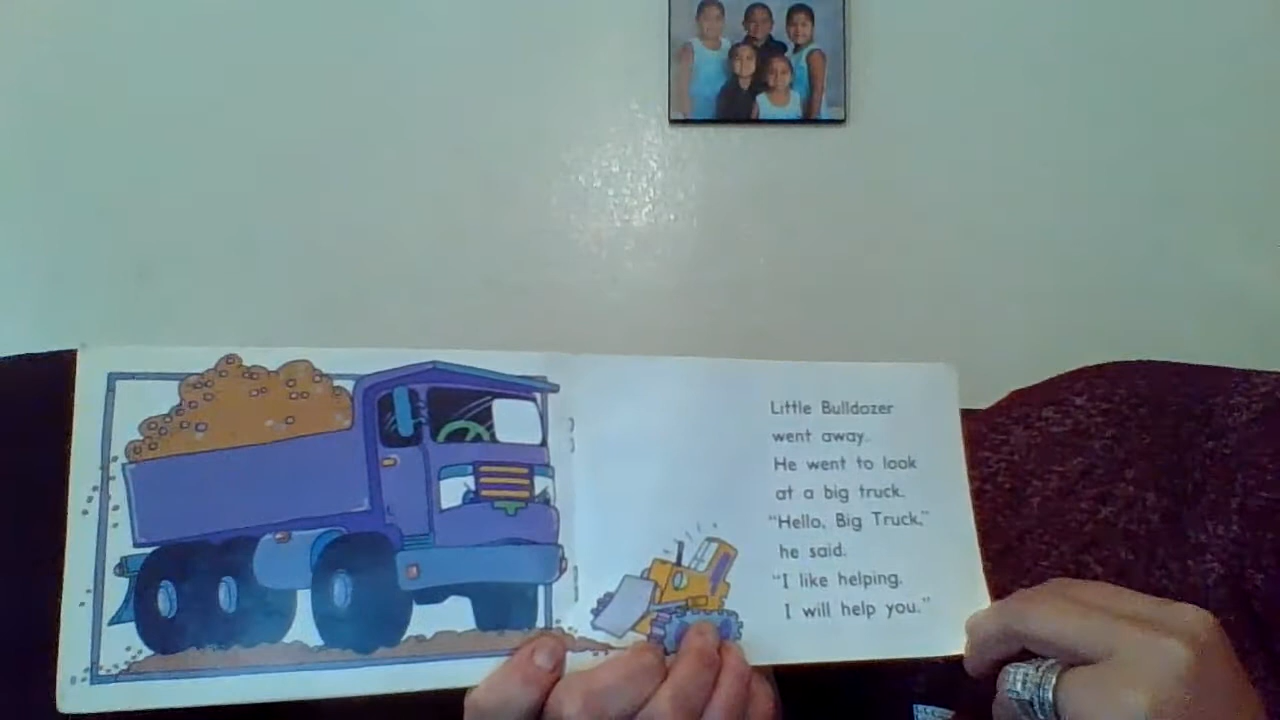 Little Bulldozer
went away.
He went to look
at a big truck.
"Hello, Big Truck,"
he said.
"I like helping.
I will help you."